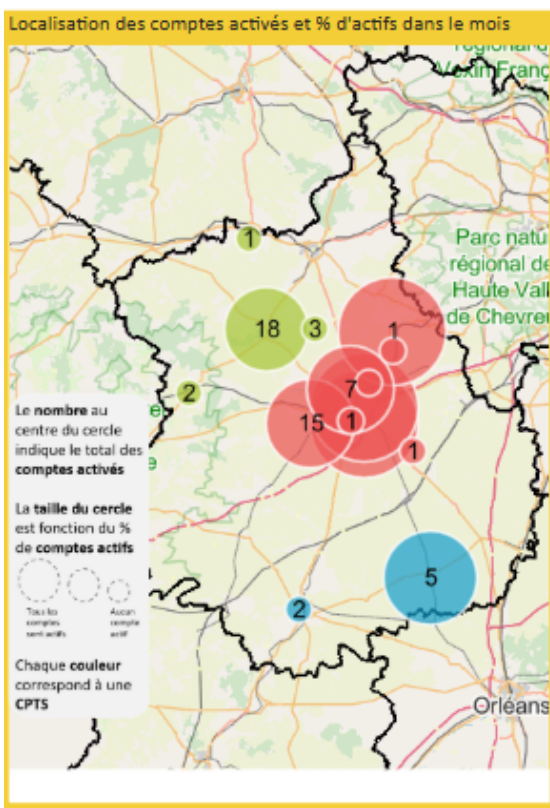 Localisation des comptes activés et % d'actifs dans le mois
régional d
Vexin Franç
1
Parc natu
régional de
Haute Vall
de Chevreu
18
3
1
7
2
15
1
1
Le nombre au
centre du cercle
indique le total des
comptes activés
La taille du cercle
est fonction du %
de comptes actifs
Tous les
comptes
sont actifs
Aucun
compte
actif
Chaque couleur
correspond à une
CPTS
5
2
Orléans